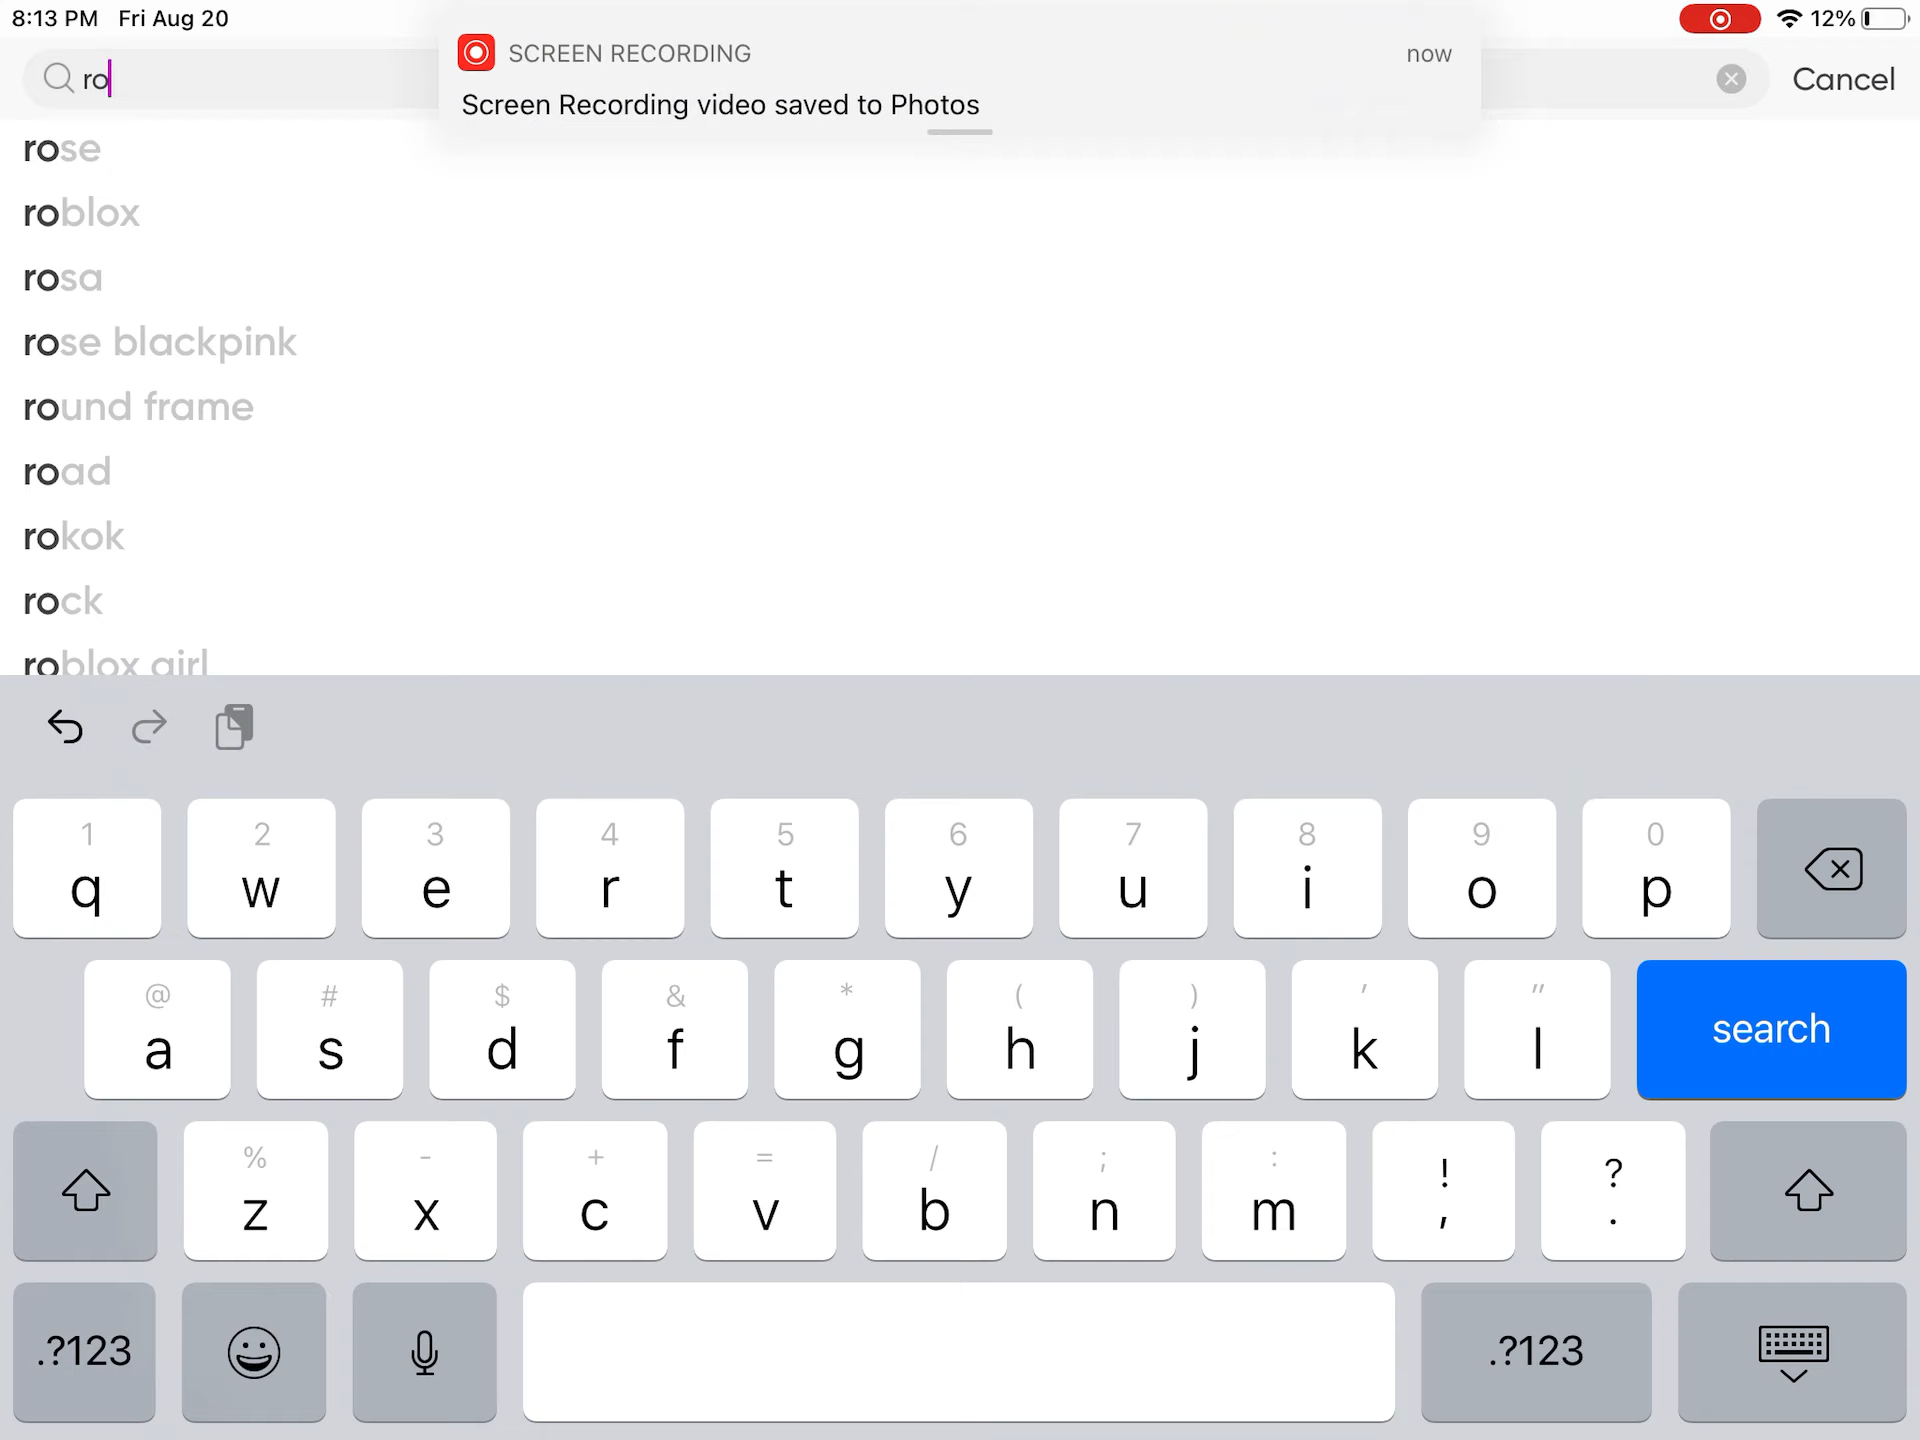 8:13 PM Fri Aug 20
12%
SCREEN RECORDING
now
Screen Recording video saved to Photos
ro
Cancel
rose
roblox
rosa
rose blackpink
round frame
road
rokok
rock
roblox girl
1 2 3 4 5 6 7 8 9 0
q w e r t y u i o p
@ # $ & * ( ) ' "
a s d f g h j k l
search
% - + = / ; : ! ?
z x c v b n m , .
.?123
.?123